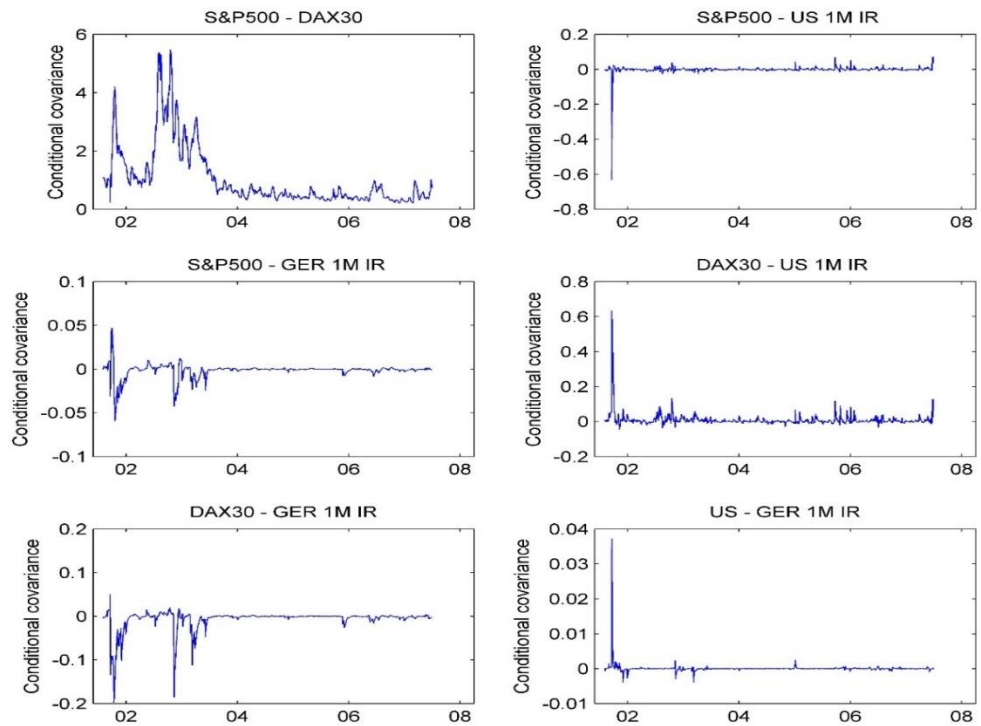 S&P500 - DAX30
Conditional covariance
6
4
2
0
02 04 06 08
S&P500 - US 1M IR
Conditional covariance
0.2
0
-0.2
-0.4
-0.6
-0.8
02 04 06 08
S&P500 - GER 1M IR
Conditional covariance
0.1
0.05
0
-0.05
-0.1
02 04 06 08
DAX30 - US 1M IR
Conditional covariance
0.8
0.6
0.4
0.2
0
-0.2
02 04 06 08
DAX30 - GER 1M IR
Conditional covariance
0.2
0.1
0
-0.1
-0.2
02 04 06 08
US - GER 1M IR
Conditional covariance
0.04
0.03
0.02
0.01
0
-0.01
02 04 06 08